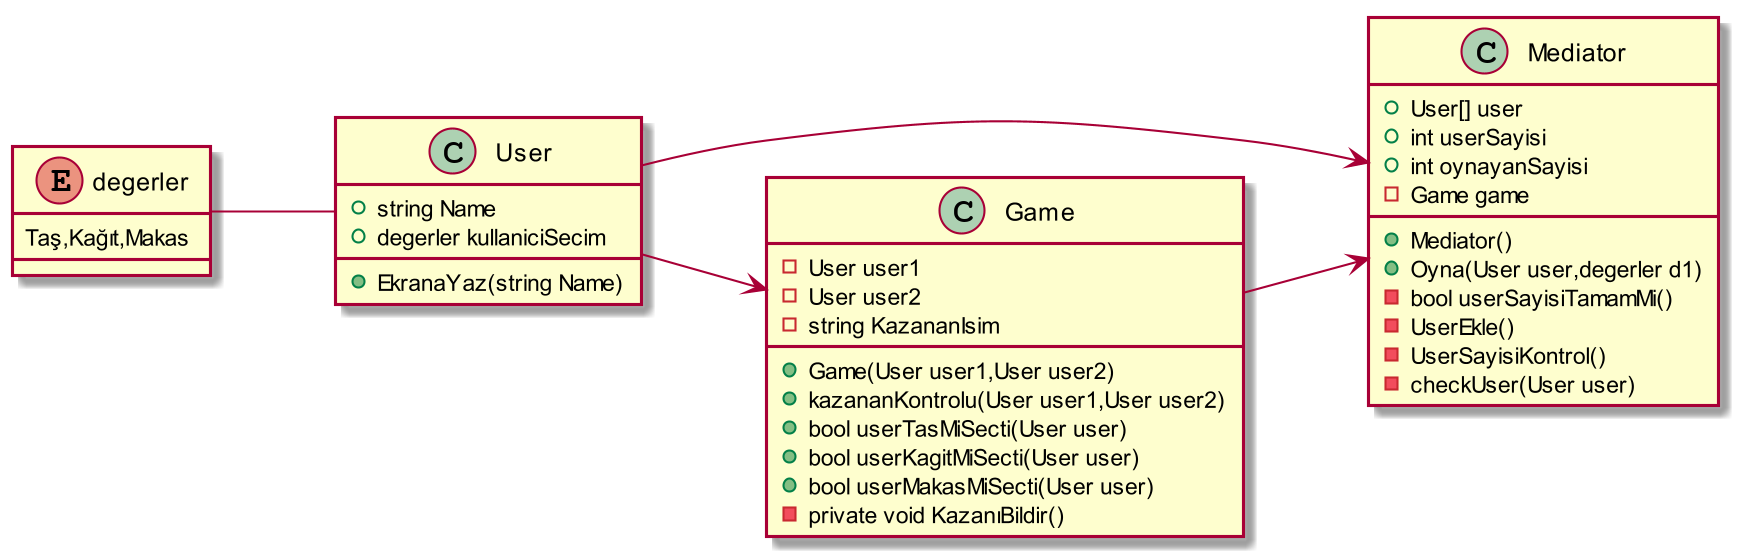 E degerler
Taş,Kağıt,Makas
C User
string Name
degerler kullaniciSecim
EkranaYaz(string Name)
C Game
User user1
User user2
string KazananIsim
Game(User user1,User user2)
kazananKontrolu(User user1,User user2)
bool userTasMiSecti(User user)
bool userKagitMiSecti(User user)
bool userMakasMiSecti(User user)
private void KazanıBildir()
C Mediator
User[] user
int userSayisi
int oynayanSayisi
Game game
Mediator()
Oyna(User user,degerler d1)
bool userSayisiTamamMi()
UserEkle()
UserSayisiKontrol()
checkUser(User user)